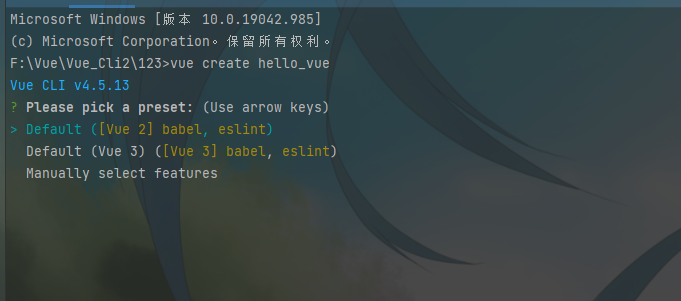 Microsoft Windows [版本 10.0.19042.985]
(c) Microsoft Corporation。保留所有权利。
F:\Vue\Vue_Cli2\123>vue create hello_vue
Vue CLI v4.5.13
? Please pick a preset: (Use arrow keys)
> Default ([Vue 2] babel, eslint)
Default (Vue 3) ([Vue 3] babel, eslint)
Manually select features